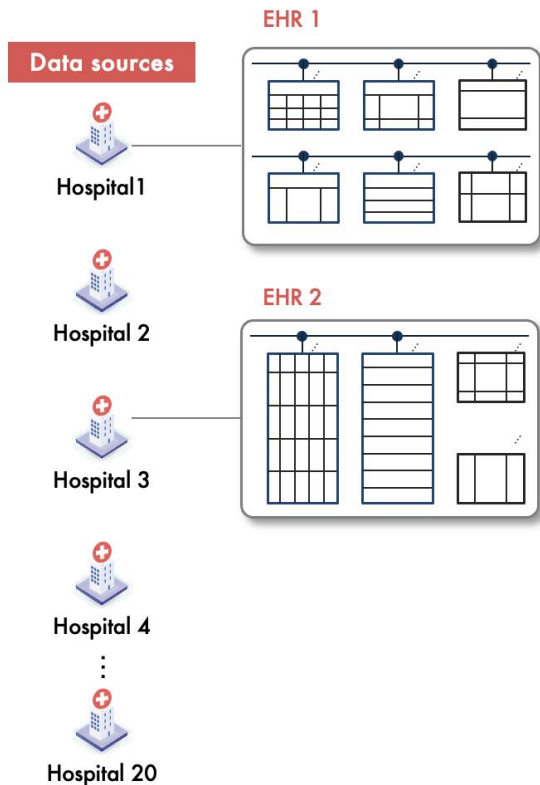 EHR 1
Data sources
Hospital1
Hospital 2
EHR 2
Hospital 3
Hospital 4
⋮
Hospital 20